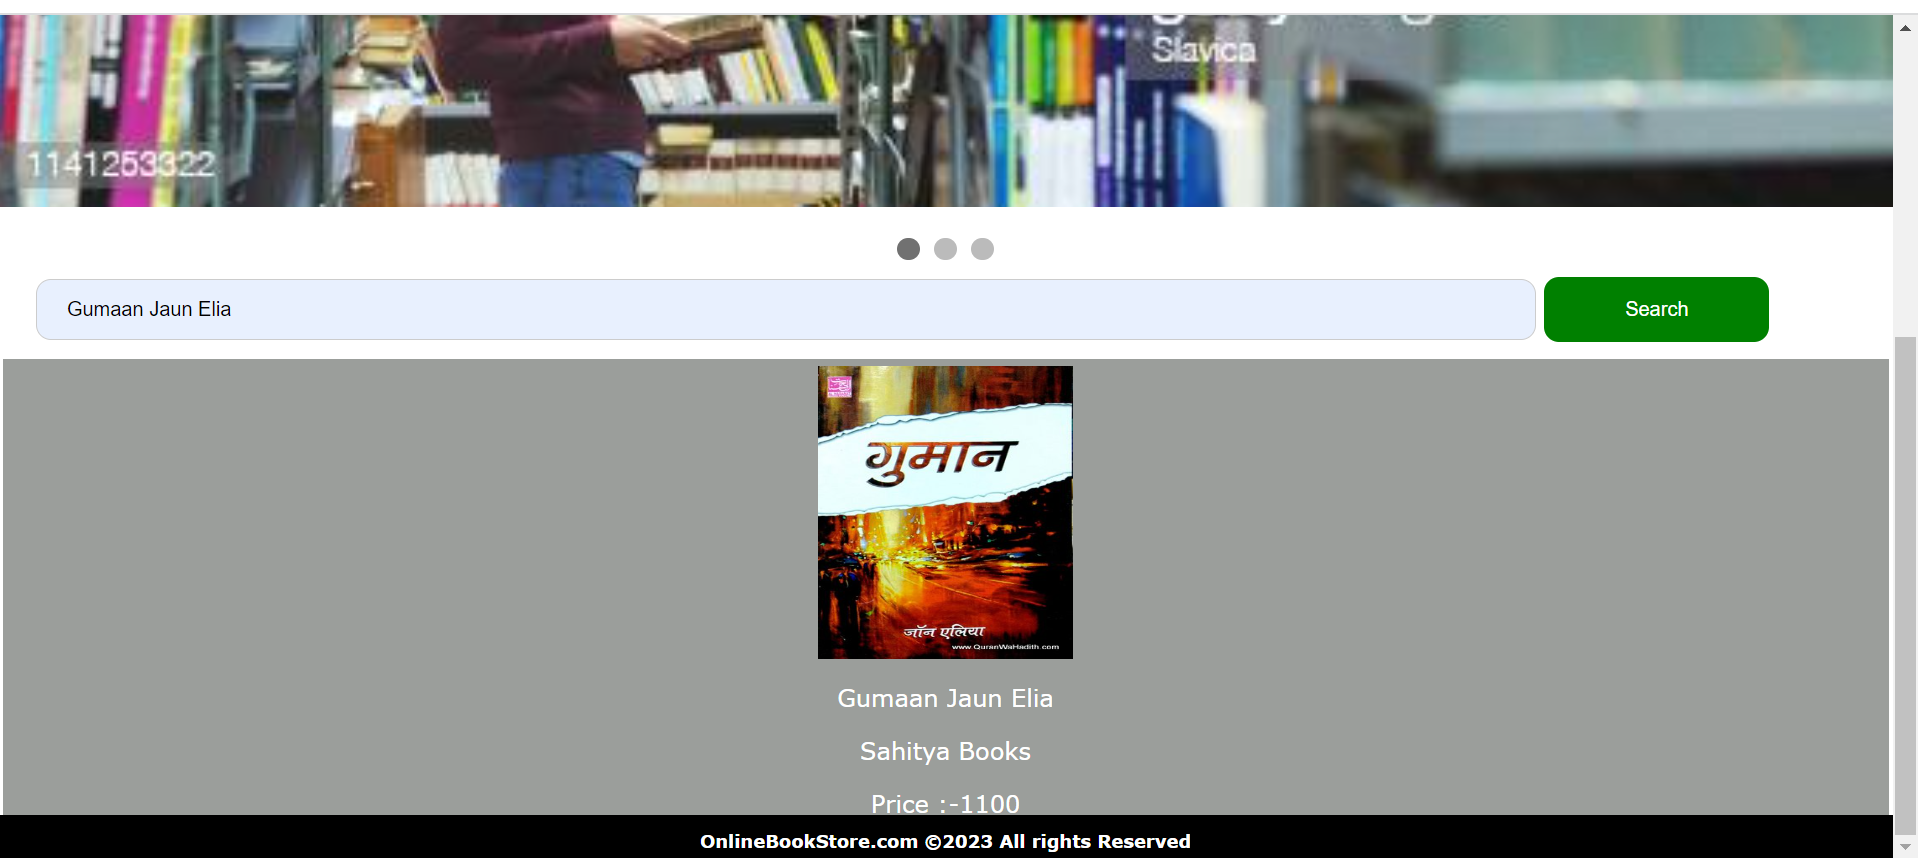 Slavica
1141253322
Gumaan Jaun Elia
Search
गुमान
जॉन एलिया
www.QuranWaHadith.com
Gumaan Jaun Elia
Sahitya Books
Price :-1100
OnlineBookStore.com ©2023 All rights Reserved